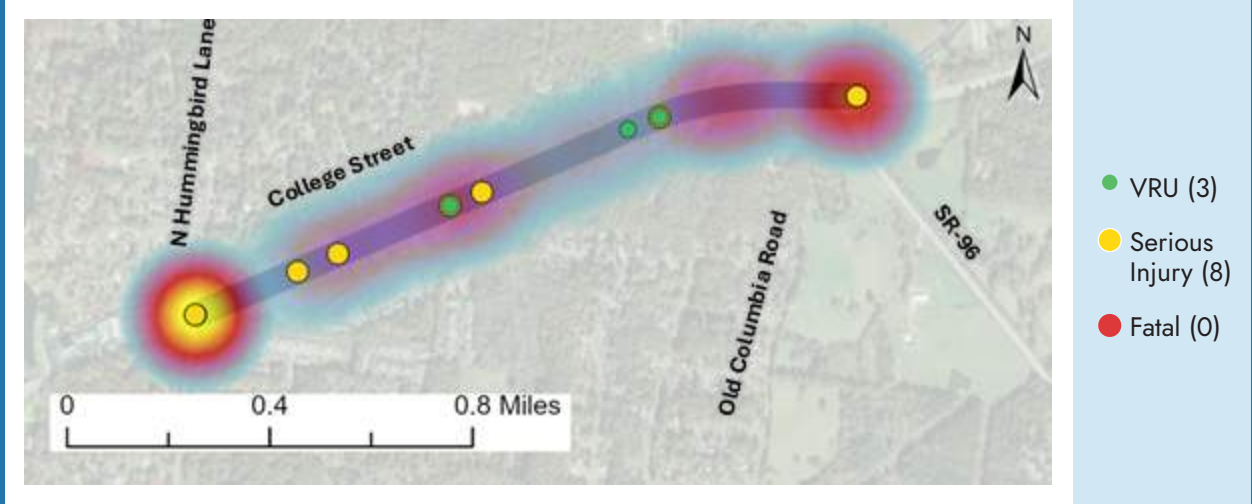 N Hummingbird Lane
College Street
N
SR-96
Old Columbia Road
0 0.4 0.8 Miles
VRU (3)
Serious
Injury (8)
Fatal (0)